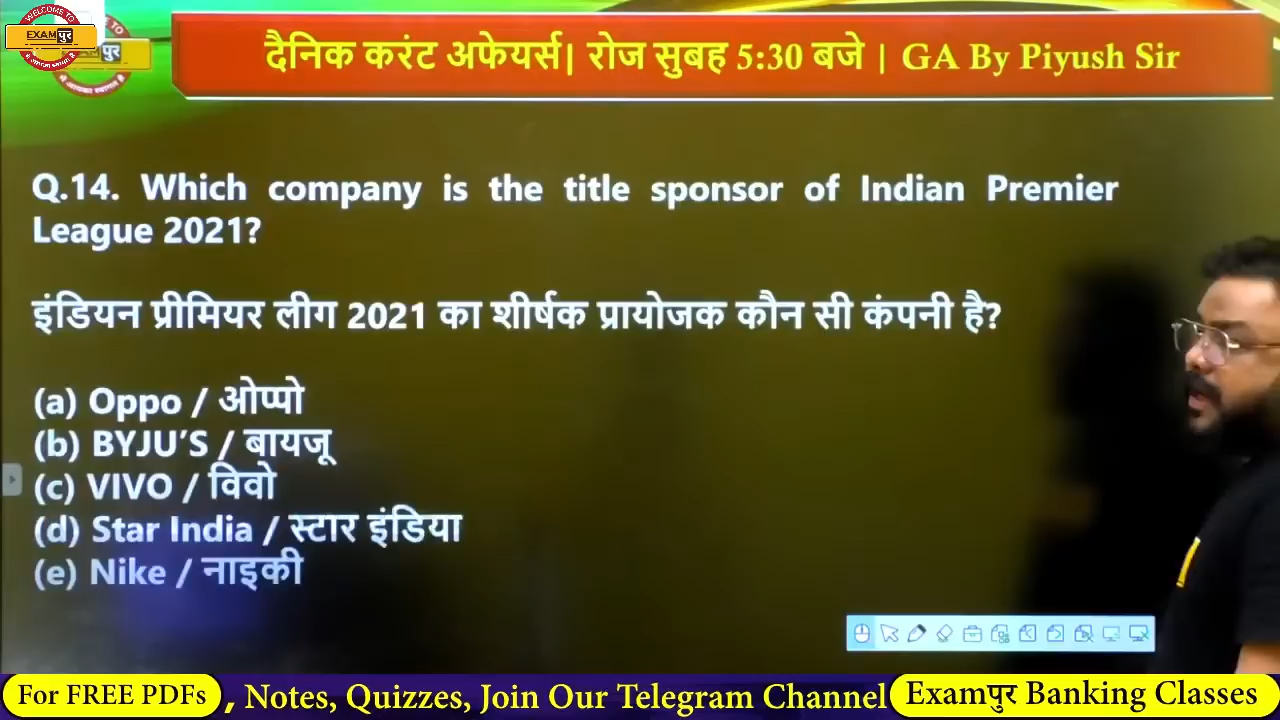 WELCOME TO
EXAMपुर
दैनिक करंट अफेयर्स| रोज सुबह 5:30 बजे | GA By Piyush Sir
Q.14. Which company is the title sponsor of Indian Premier
League 2021?
इंडियन प्रीमियर लीग 2021 का शीर्षक प्रायोजक कौन सी कंपनी है?
(a) Oppo / ओप्पो
(b) BYJU'S / बायजू
(c) VIVO / विवो
(d) Star India / स्टार इंडिया
(e) Nike / नाइकी
For FREE PDFs , Notes, Quizzes, Join Our Telegram Channel Examपुर Banking Classes